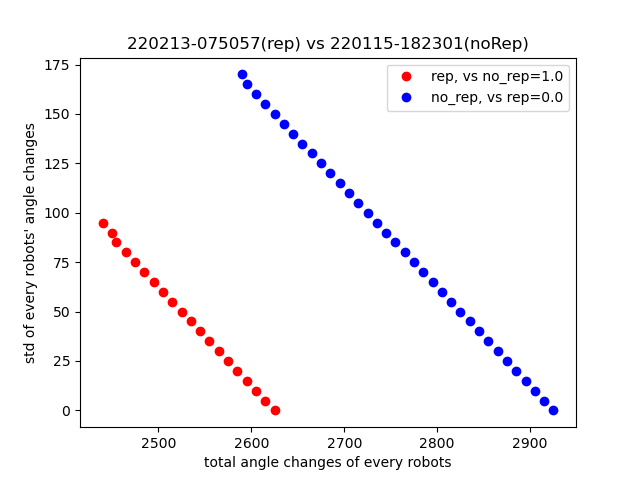 220213-075057(rep) vs 220115-182301(noRep)
rep, vs no_rep=1.0
no_rep, vs rep=0.0
std of every robots' angle changes
175
150
125
100
75
50
25
0
2500 2600 2700 2800 2900
total angle changes of every robots